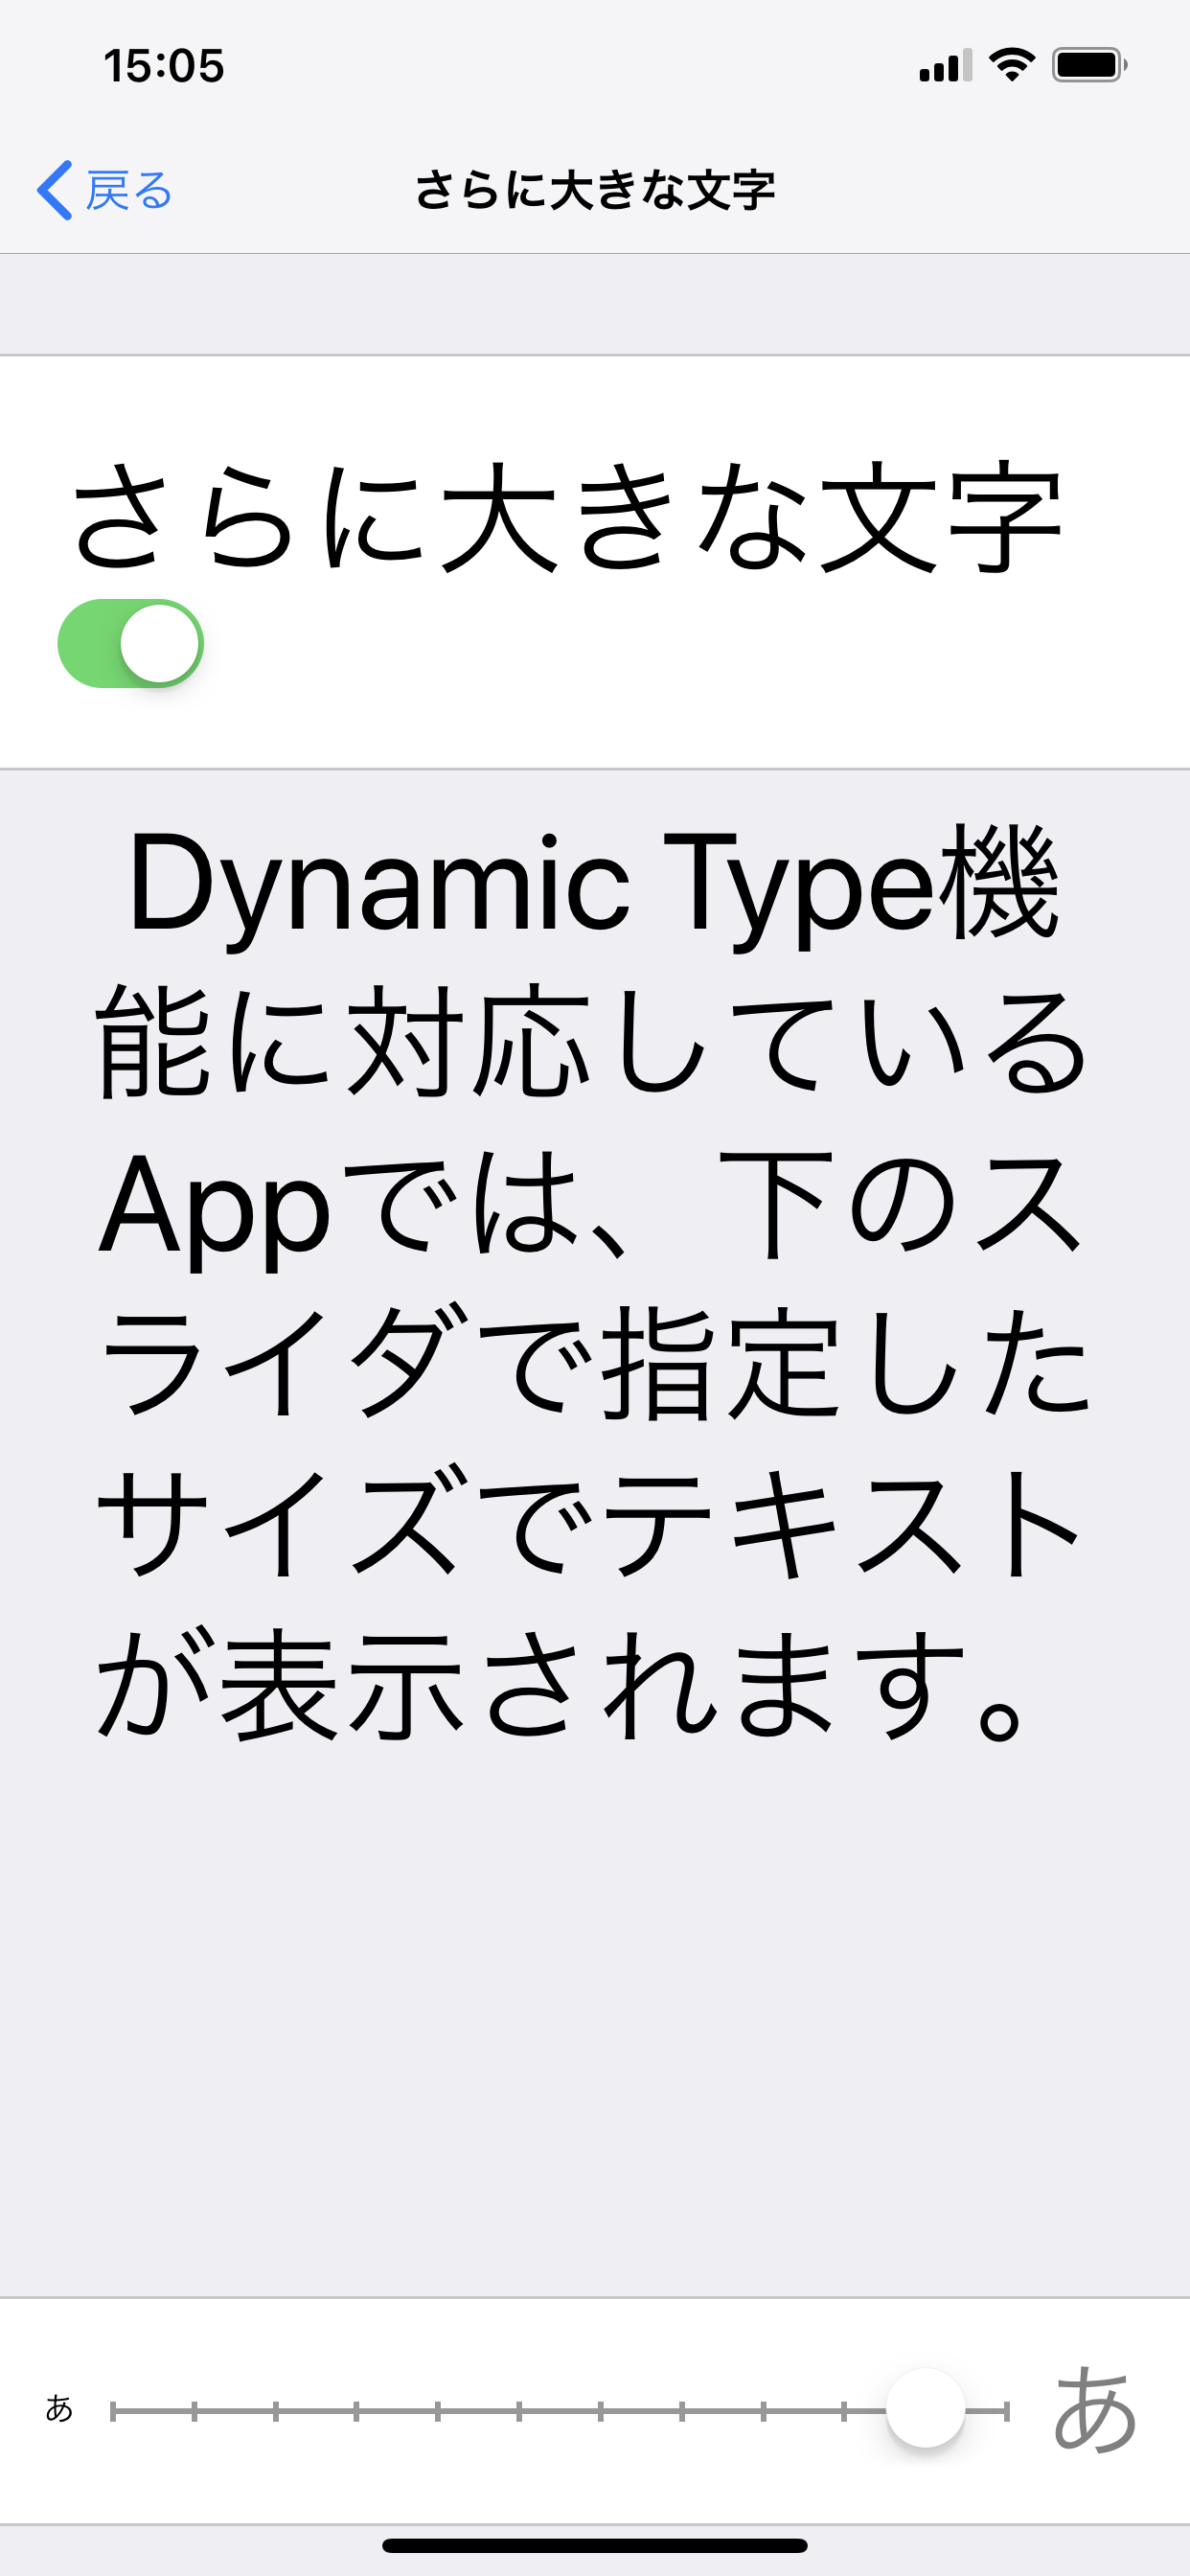 15:05
戻る
さらに大きな文字
さらに大きな文字
Dynamic Type機
能に対応している
Appでは、下のス
ライダで指定した
サイズでテキスト
が表示されます。
あ
あ